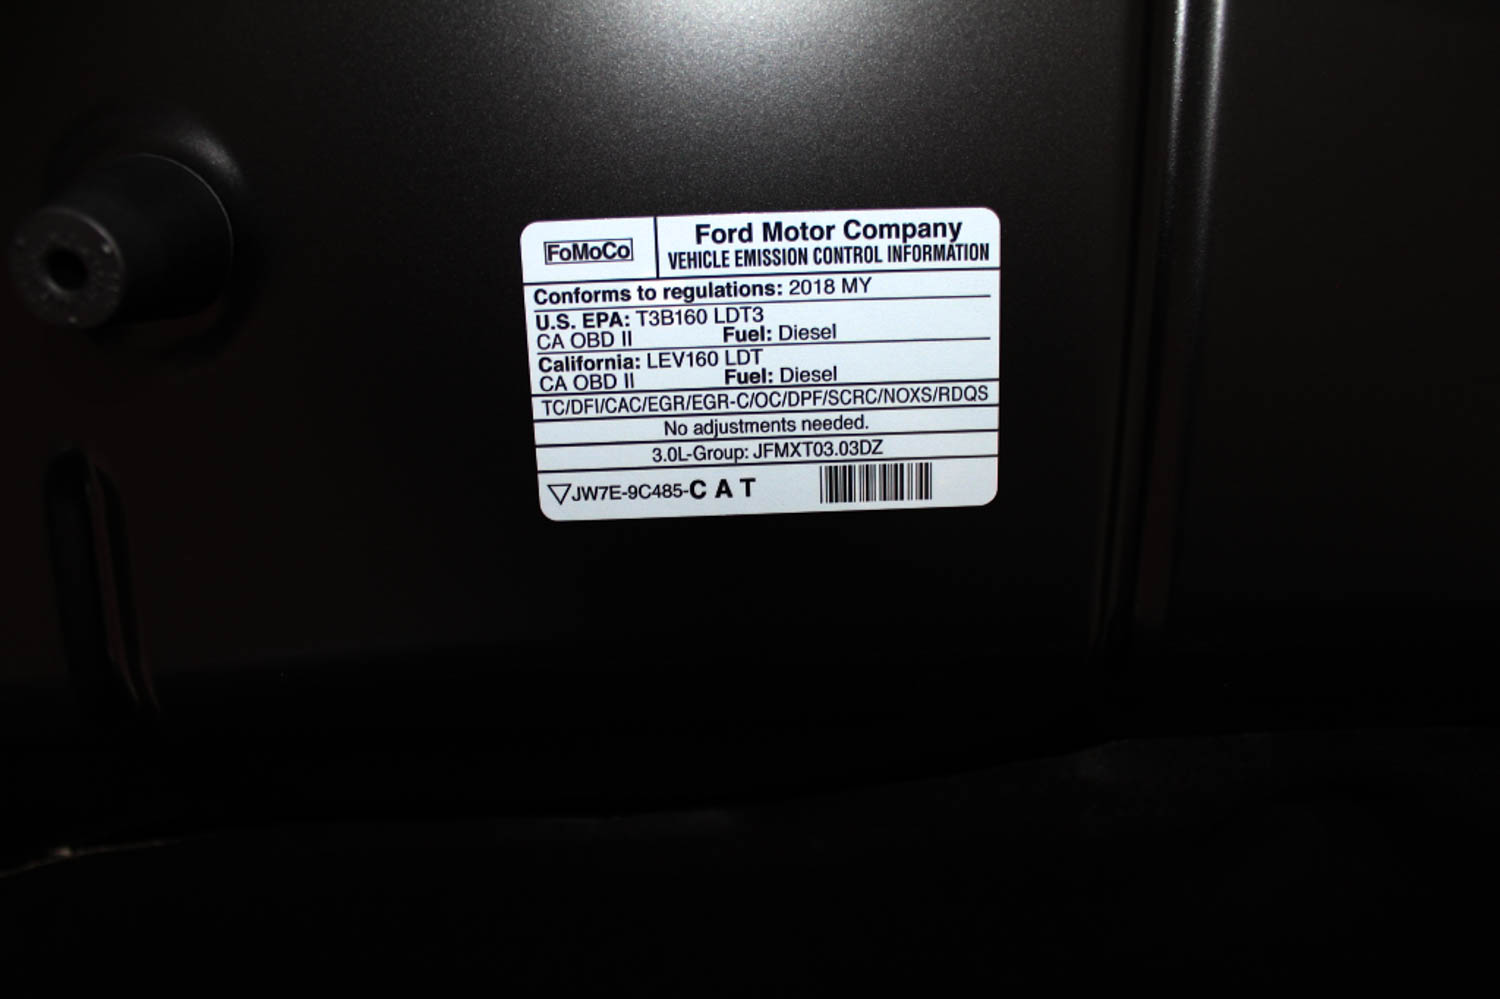 FoMoCo
Ford Motor Company
VEHICLE EMISSION CONTROL INFORMATION
Conforms to regulations: 2018 MY
U.S. EPA: T3B160 LDT3
CA OBD II Fuel: Diesel
California: LEV160 LDT
CA OBD II Fuel: Diesel
TC/DFI/CAC/EGR/EGR-C/OC/DPF/SCRC/NOXS/RDQS
No adjustments needed.
3.0L-Group: JFMXT03.03DZ
JW7E-9C485-CAT